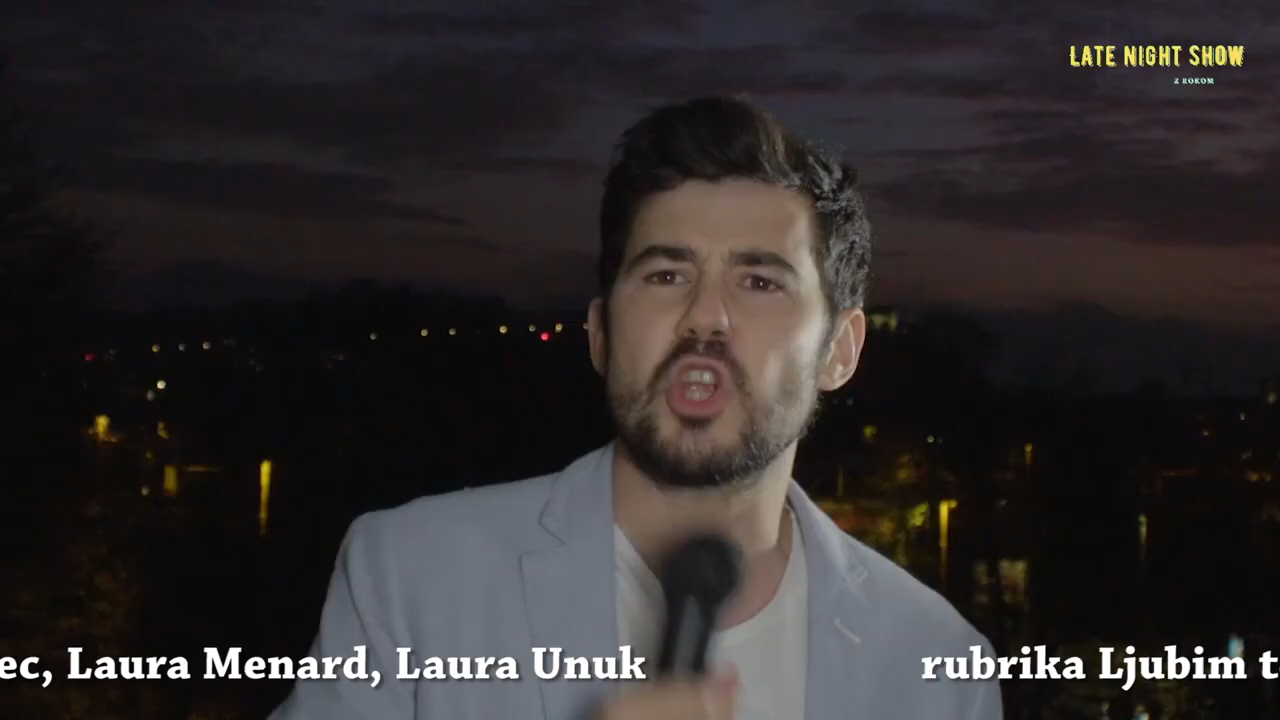 LATE NIGHT SHOW
Z ROKOM
ec, Laura Menard, Laura Unuk rubrika Ljubim t